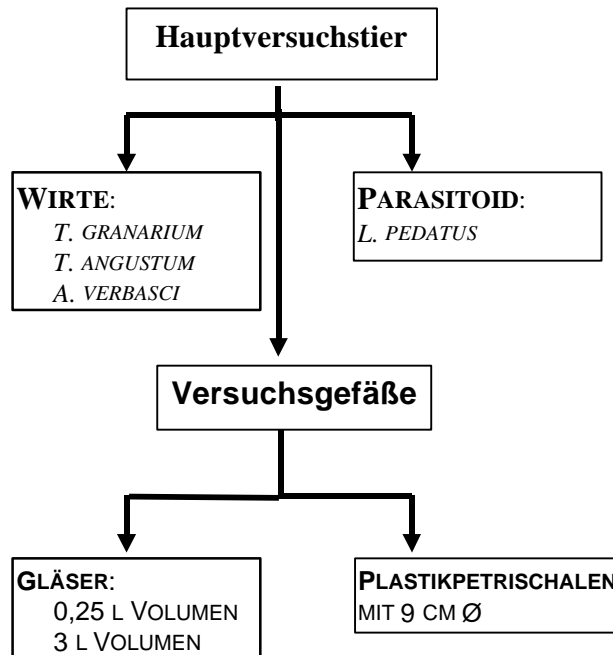 Hauptversuchstier
WIRTE:
T. GRANARIUM
T. ANGUSTUM
A. VERBASCI
PARASITOID:
L. PEDATUS
Versuchsgefäße
GLÄSER:
0,25 L VOLUMEN
3 L VOLUMEN
PLASTIKPETRISCHALEN
MIT 9 CM Ø